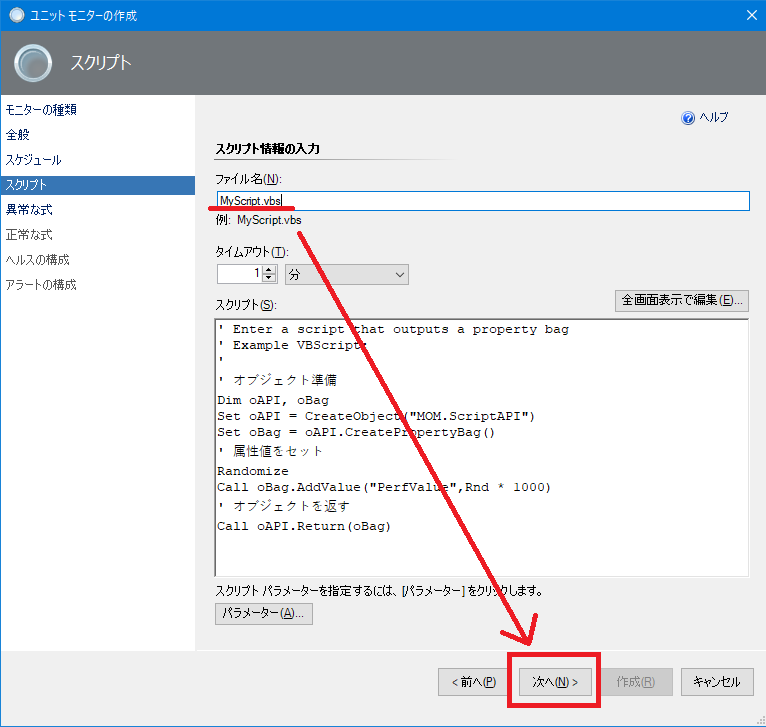 ユニット モニターの作成
スクリプト
モニターの種類
全般
スケジュール
スクリプト
異常な式
正常な式
ヘルスの構成
アラートの構成
ヘルプ
スクリプト情報の入力
ファイル名(N):
MyScript.vbs
例: MyScript.vbs
タイムアウト(T):
1 分
スクリプト(S):
全画面表示で編集(E)...
' Enter a script that outputs a property bag
' Example VBScript:
'
' オブジェクト準備
Dim oAPI, oBag
Set oAPI = CreateObject("MOM.ScriptAPI")
Set oBag = oAPI.CreatePropertyBag()
' 属性値をセット
Randomize
Call oBag.AddValue("PerfValue",Rnd * 1000)
' オブジェクトを返す
Call oAPI.Return(oBag)
スクリプト パラメーターを指定するには、[パラメーター] をクリックします。
パラメーター(A)...
< 前へ(P)
次へ(N) >
作成(R)
キャンセル